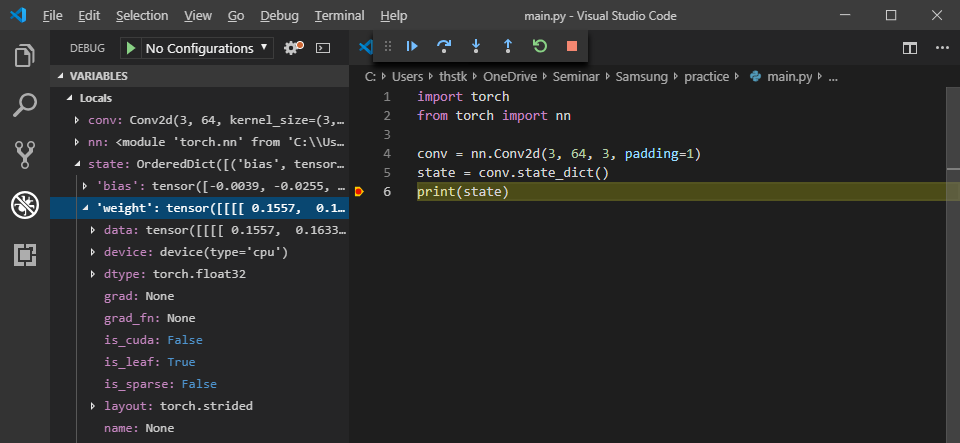 File Edit Selection View Go Debug Terminal Help main.py - Visual Studio Code
DEBUG No Configurations
VARIABLES
Locals
conv: Conv2d(3, 64, kernel_size=(3,...
nn: <module 'torch.nn' from 'C:\\Us...
state: OrderedDict([('bias', tensor...
'bias': tensor([-0.0039, -0.0255, ...
'weight': tensor([[[[ 0.1557, 0.1...
data: tensor([[[[ 0.1557, 0.1633...
device: device(type='cpu')
dtype: torch.float32
grad: None
grad_fn: None
is_cuda: False
is_leaf: True
is_sparse: False
layout: torch.strided
name: None
C: > Users > thstk > OneDrive > Seminar > Samsung > practice > main.py > ...
1 import torch
2 from torch import nn
3
4 conv = nn.Conv2d(3, 64, 3, padding=1)
5 state = conv.state_dict()
6 print(state)